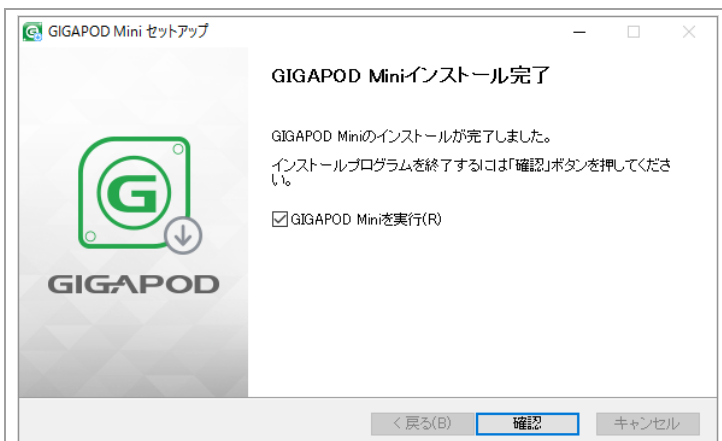 GIGAPOD Mini セットアップ
GIGAPOD Miniインストール完了
GIGAPOD Miniのインストールが完了しました。
インストールプログラムを終了するには「確認」ボタンを押してくださ
い。
GIGAPOD Miniを実行(R)
G
GIGAPOD
< 戻る(B)
確認
キャンセル